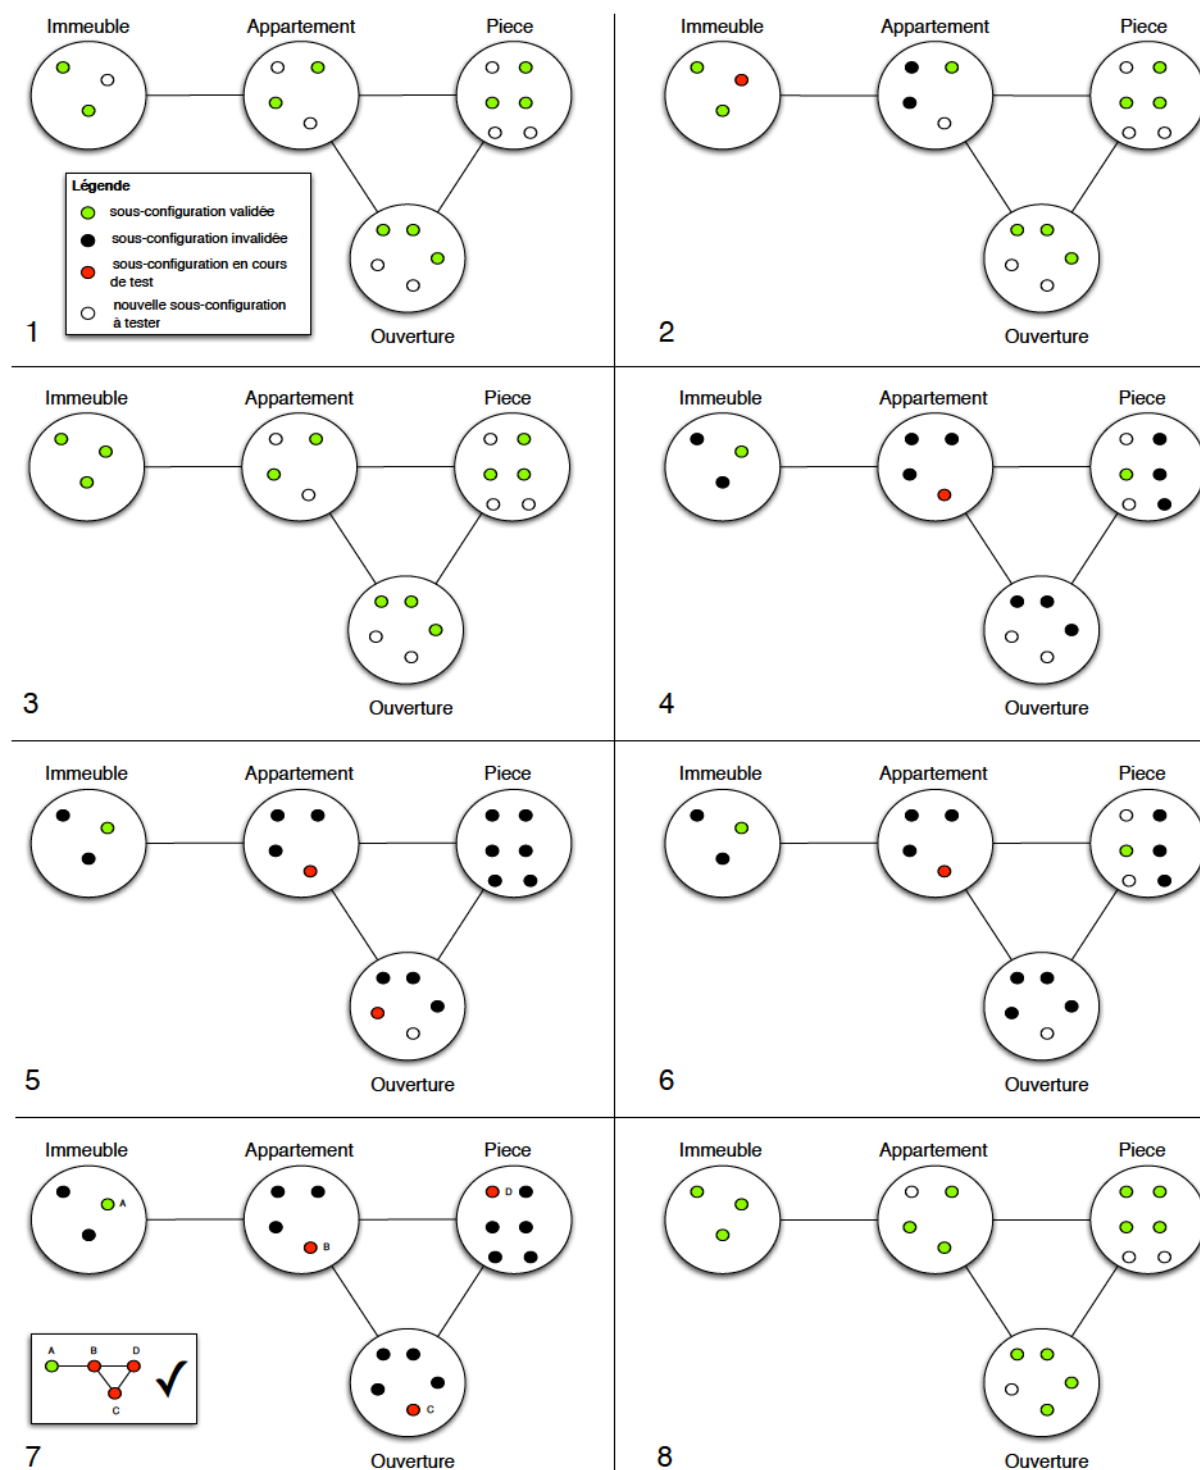 Immeuble Appartement Piece
Légende
sous-configuration validée
sous-configuration invalidée
sous-configuration en cours
de test
nouvelle sous-configuration
à tester
Ouverture
1
Immeuble Appartement Piece
Ouverture
2
Immeuble Appartement Piece
Ouverture
3
Immeuble Appartement Piece
Ouverture
4
Immeuble Appartement Piece
Ouverture
5
Immeuble Appartement Piece
Ouverture
6
Immeuble Appartement Piece
A
B
D
C
A B D
C
Ouverture
7
Immeuble Appartement Piece
Ouverture
8